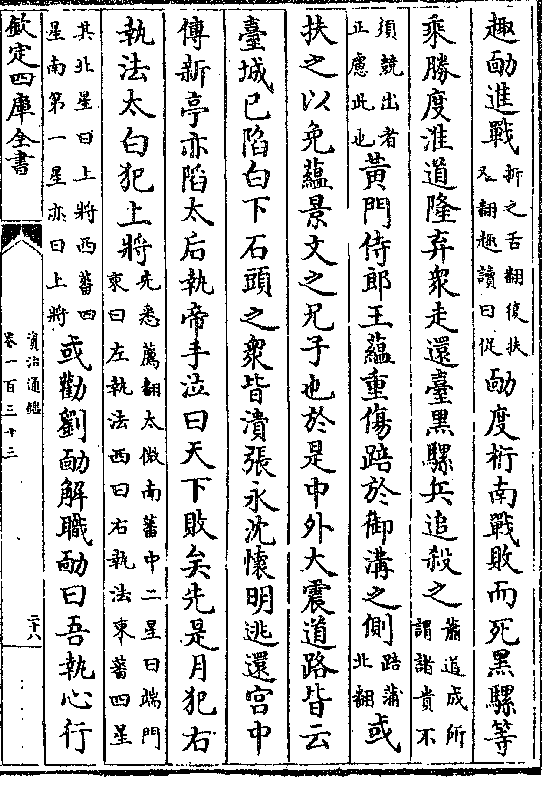 趣勔進戰折之舌翻復扶又翻趣讀曰促勔度桁南戰敗而死黑騾等
乘勝度淮道隆弃衆走還臺黑騾兵追殺之蕭道成所謂諸貴不
須競出者正慮此也黃門侍郎王蘊重傷踣於御溝之側踣蒲北翻或
扶之以免蘊景文之兄子也於是中外大震道路皆云
臺城已陷白下石頭之衆皆潰張永沈懷明逃還宮中
傳新亭亦陷太后執帝手泣曰天下敗矣先是月犯右
執法太白犯上將先悉薦翻太微南蕃中二星曰端門東曰左執法西曰右執法東蕃四星
其北星曰上將西蕃四星南第一星亦曰上將或勸劉勔解職勔曰吾執心行
欽定四庫全書
資治通鑑
卷一百三十三
二十八